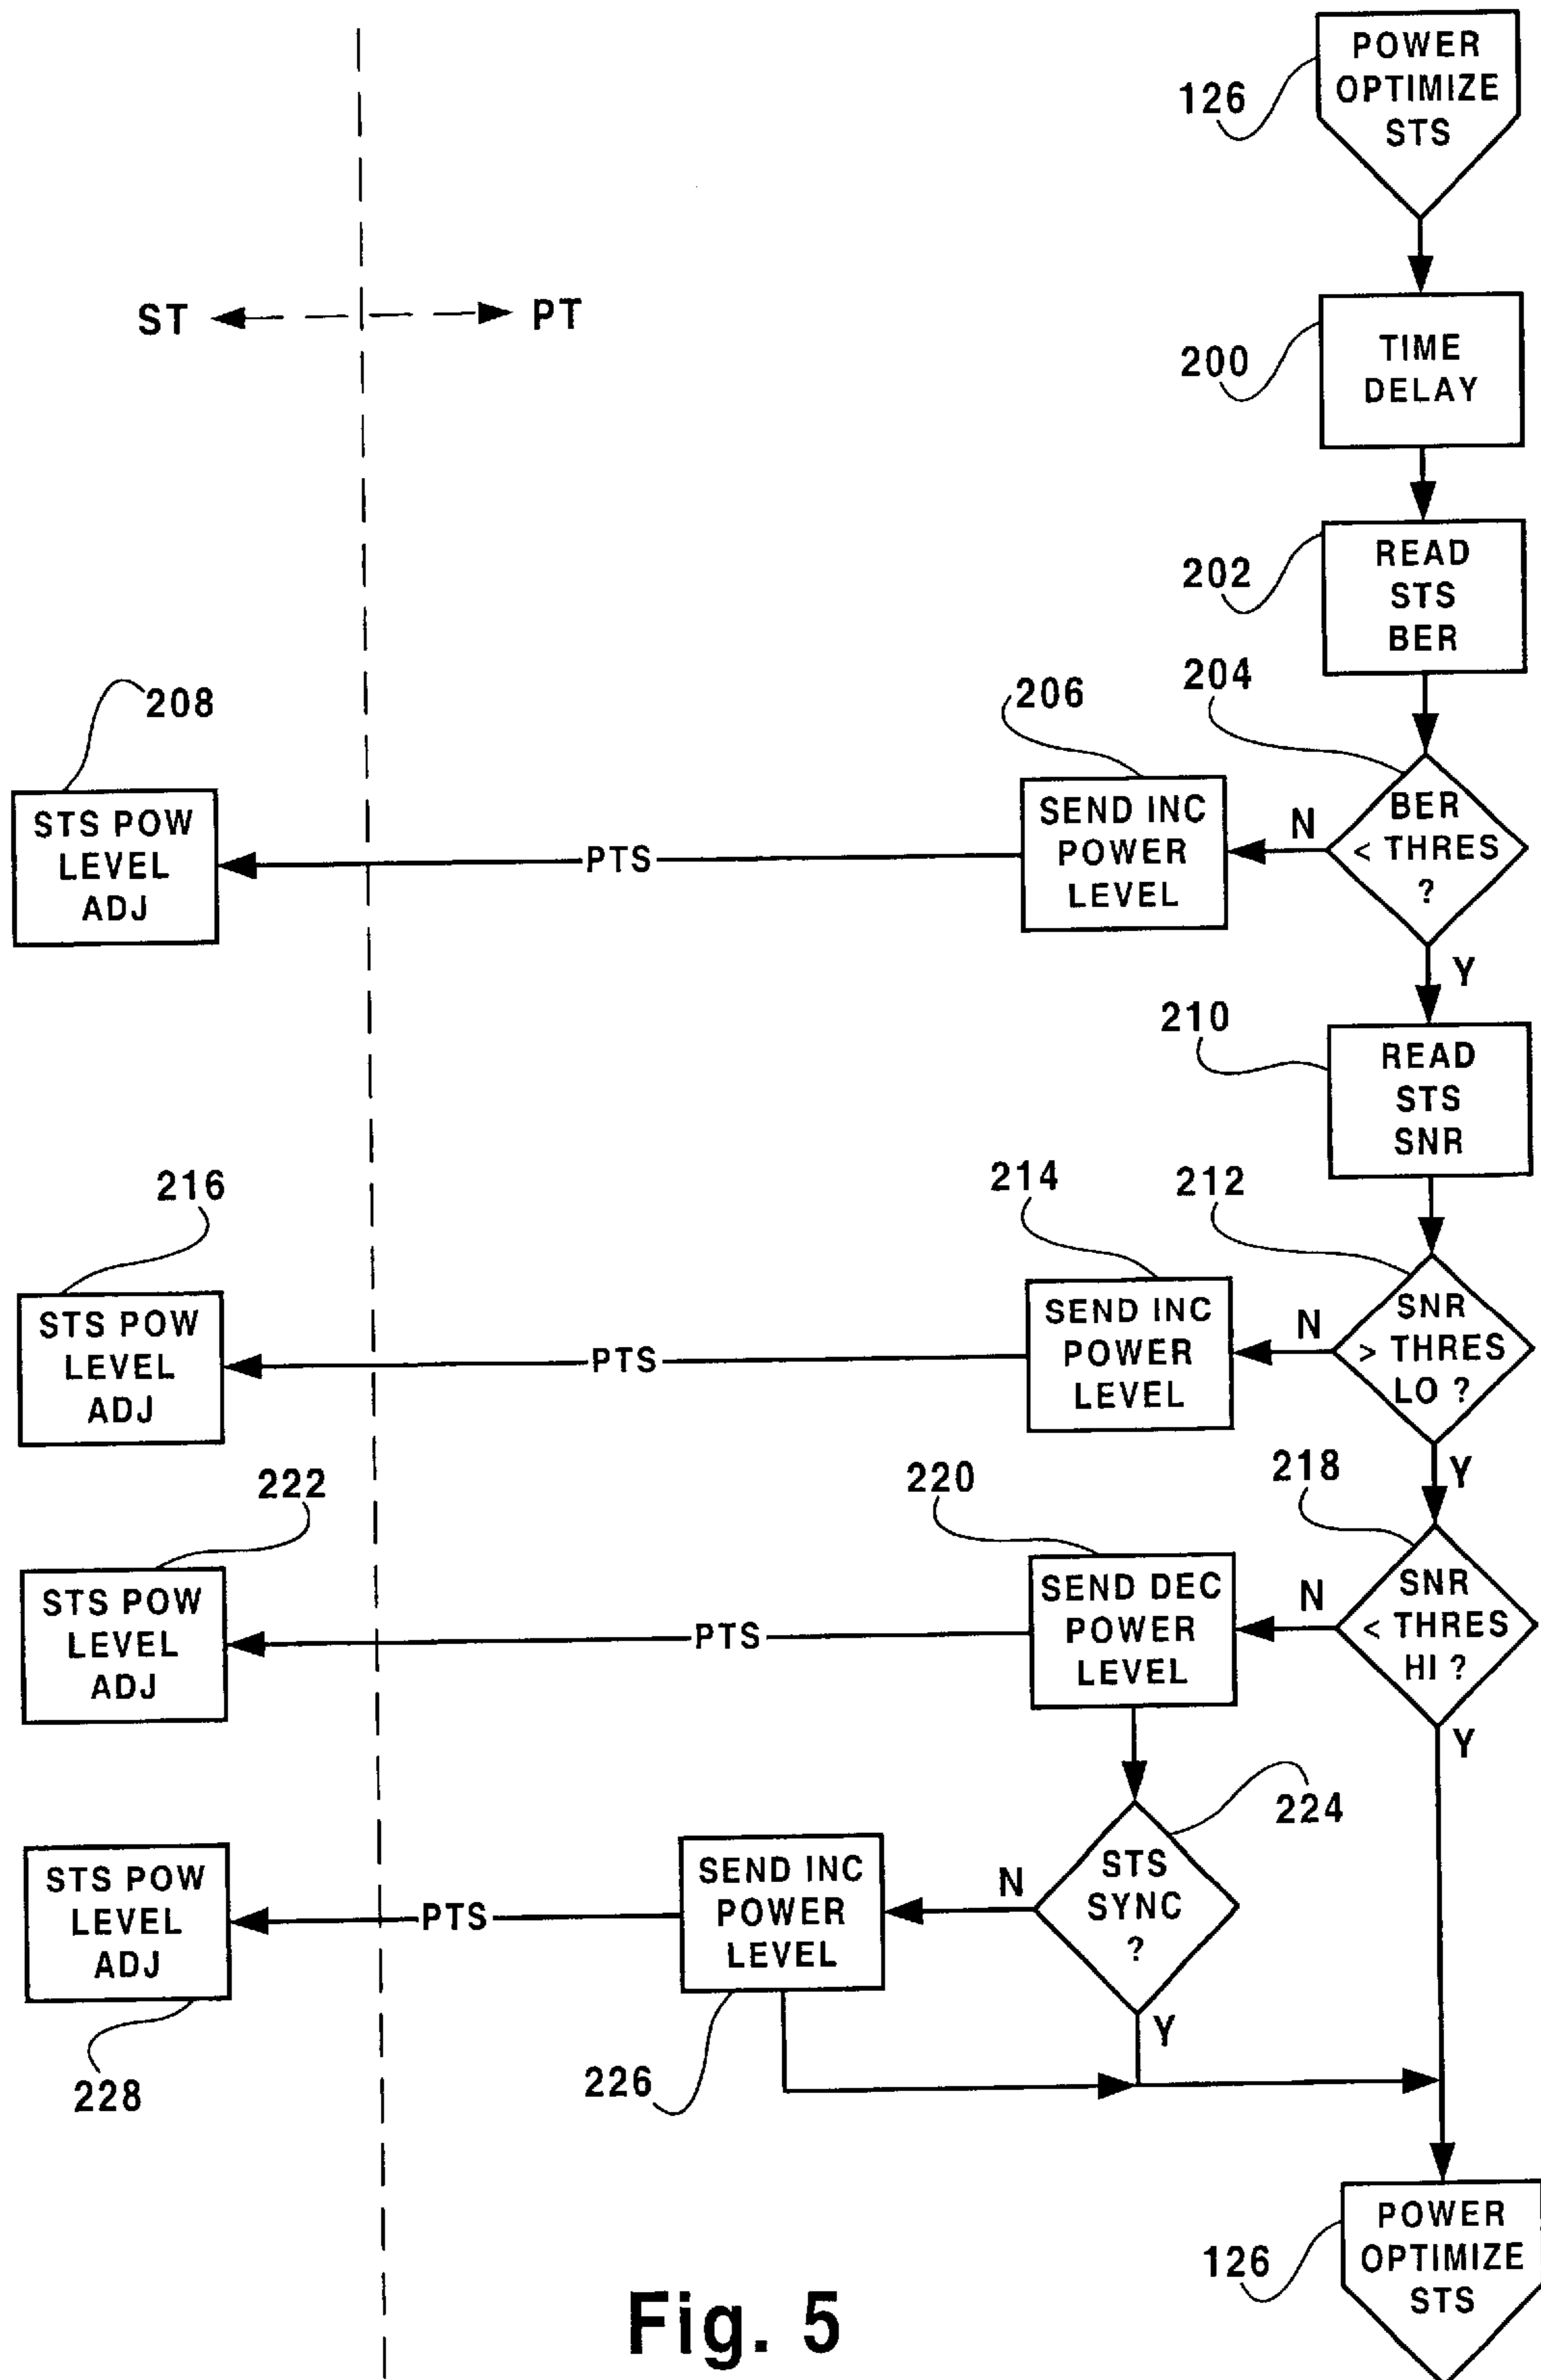 POWER
OPTIMIZE
STS
126
ST
PT
200
TIME
DELAY
202
READ
STS
BER
204
206
208
STS POW
LEVEL
ADJ
PTS
SEND INC
POWER
LEVEL
N
BER
< THRES
?
Y
210
READ
STS
SNR
212
214
216
STS POW
LEVEL
ADJ
PTS
SEND INC
POWER
LEVEL
N
SNR
> THRES
LO ?
Y
218
220
222
STS POW
LEVEL
ADJ
PTS
SEND DEC
POWER
LEVEL
N
SNR
< THRES
HI ?
Y
224
STS POW
LEVEL
ADJ
PTS
SEND INC
POWER
LEVEL
N
STS
SYNC
?
Y
226
228
126
POWER
OPTIMIZE
STS
Fig. 5